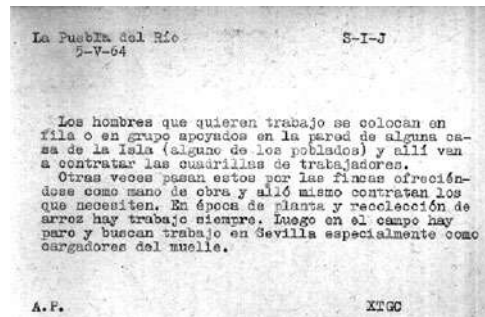 La Puebla del Río S-I-J
5-V-64
Los hombres que quieren trabajo se colocan en
fila o en grupo apoyados en la pared de alguna ca-
sa de la Isla (alguno de los poblados) y allí van
a contratar las cuadrillas de trabajadores.
Otras veces pasan estos por las fincas ofrecién-
dose como mano de obra y alló mismo contratan los
que necesiten. En época de planta y recolección de
arroz hay trabajo siempre. Luego en el campo hay
paro y buscan trabajo en Sevilla especialmente como
cargadores del muelle.
A.P. XTGC